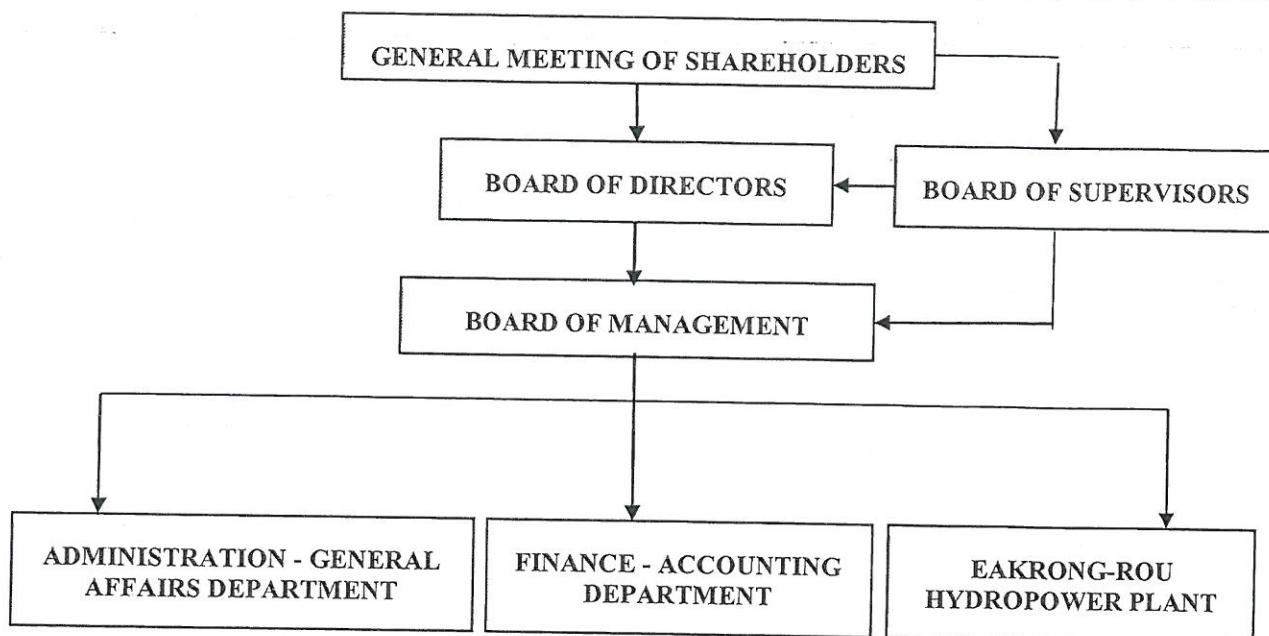 GENERAL MEETING OF SHAREHOLDERS
BOARD OF DIRECTORS
BOARD OF SUPERVISORS
BOARD OF MANAGEMENT
ADMINISTRATION - GENERAL
AFFAIRS DEPARTMENT
FINANCE - ACCOUNTING
DEPARTMENT
EAKRONG-ROU
HYDROPOWER PLANT